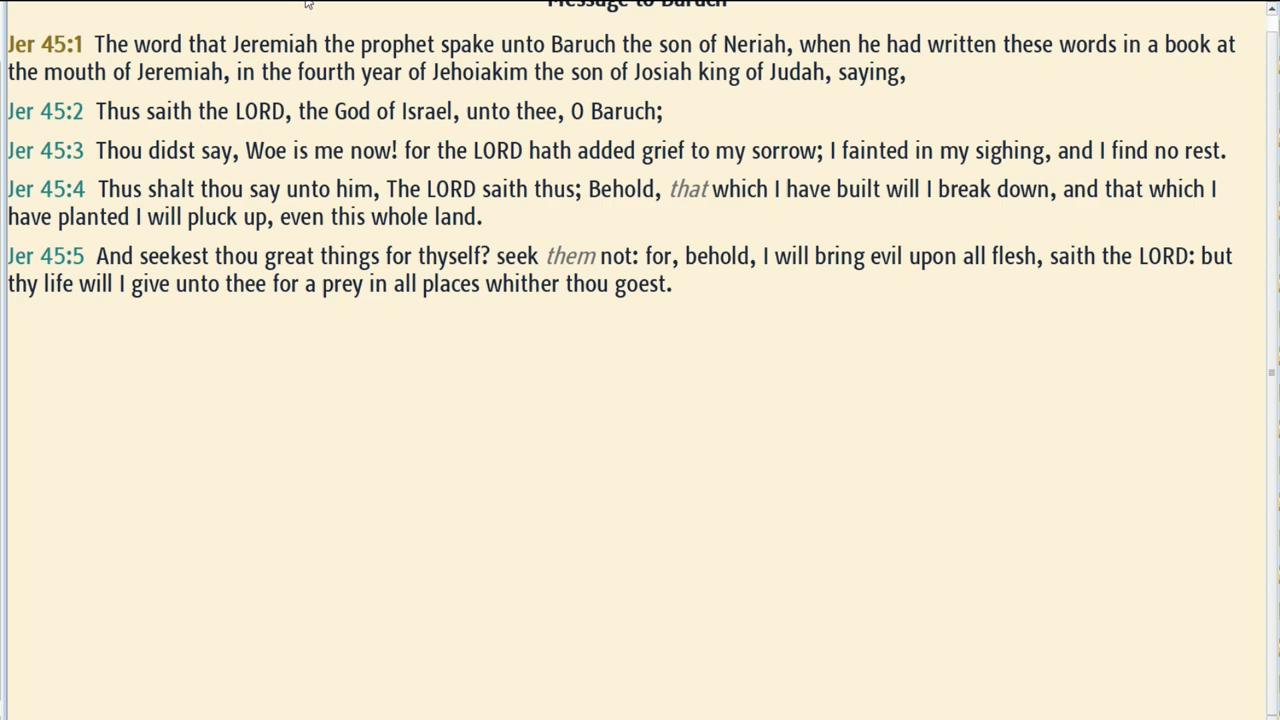 Message to Baruch
Jer 45:1 The word that Jeremiah the prophet spake unto Baruch the son of Neriah, when he had written these words in a book at
the mouth of Jeremiah, in the fourth year of Jehoiakim the son of Josiah king of Judah, saying,
Jer 45:2 Thus saith the LORD, the God of Israel, unto thee, O Baruch;
Jer 45:3 Thou didst say, Woe is me now! for the LORD hath added grief to my sorrow; I fainted in my sighing, and I find no rest.
Jer 45:4 Thus shalt thou say unto him, The LORD saith thus; Behold, that which I have built will I break down, and that which I
have planted I will pluck up, even this whole land.
Jer 45:5 And seekest thou great things for thyself? seek them not: for, behold, I will bring evil upon all flesh, saith the LORD: but
thy life will I give unto thee for a prey in all places whither thou goest.